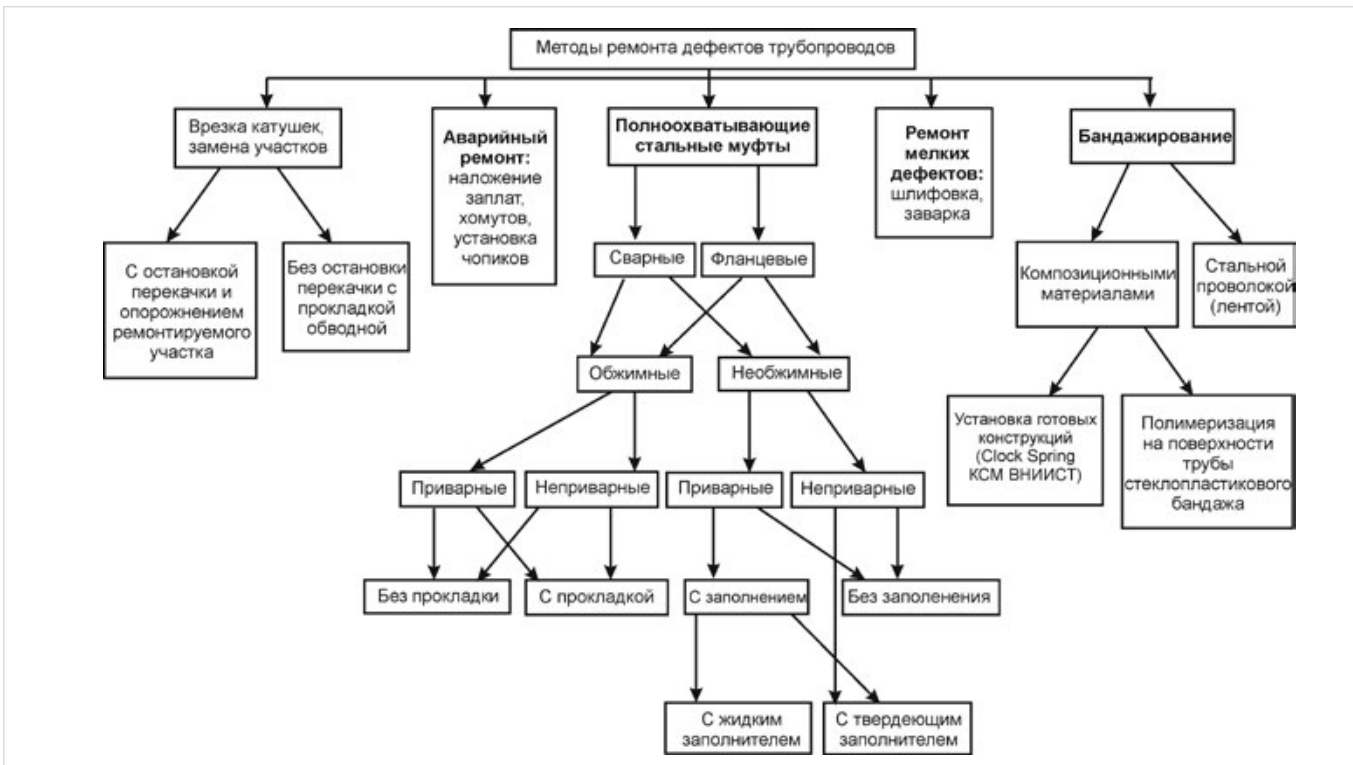 Методы ремонта дефектов трубопроводов
Врезка катушек,
замена участков
Аварийный
ремонт:
наложение
заплат,
хомутов,
установка
чопиков
Полноохватывающие
стальные муфты
Ремонт
мелких
дефектов:
шлифовка,
заварка
Бандажирование
С остановкой
перекачки и
опорожнением
ремонтируемого
участка
Без остановки
перекачки с
прокладкой
обводной
Сварные
Фланцевые
Композиционными
материалами
Стальной
проволокой
(лентой)
Обжимные
Необжимные
Установка готовых
конструкций
(Clock Spring
КСМ ВНИИСТ)
Полимеризация
на поверхности
трубы
стеклопластикового
бандажа
Приварные
Неприварные
Приварные
Неприварные
Без прокладки
С прокладкой
С заполнением
Без заполенения
С жидким
заполнителем
С твердеющим
заполнителем